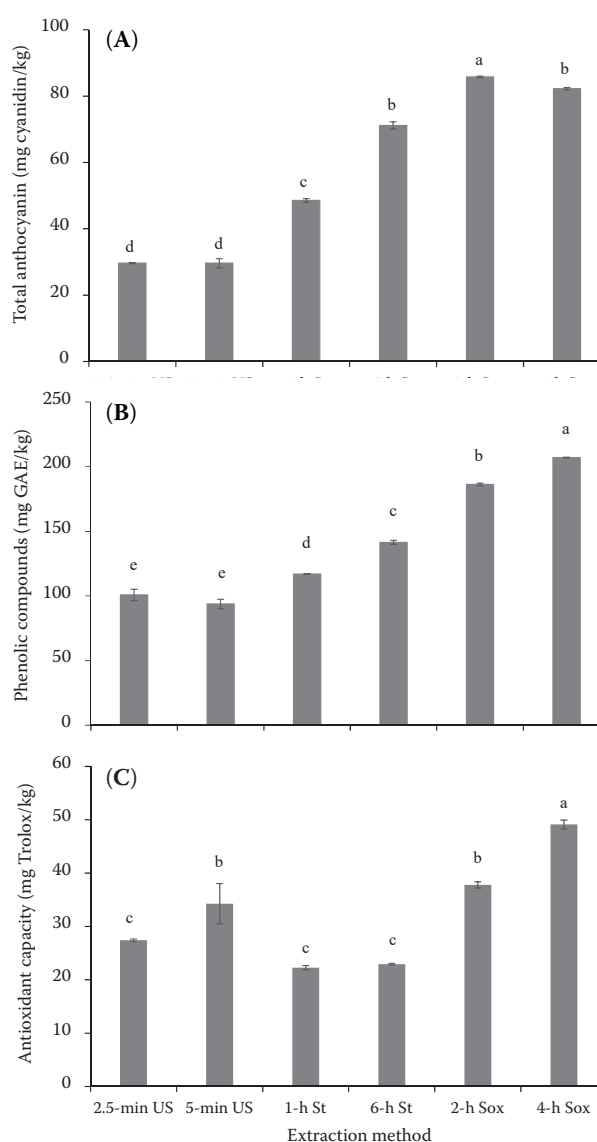 (A)
Total anthocyanin (mg cyanidin/kg)
100
80
60
40
20
0
d
d
c
b
a
b
(B)
Phenolic compounds (mg GAE/kg)
250
200
150
100
50
0
e
e
d
c
b
a
(C)
Antioxidant capacity (mg Trolox/kg)
60
50
40
30
20
10
0
c
b
c
c
b
a
2.5-min US 5-min US 1-h St 6-h St 2-h Sox 4-h Sox
Extraction method